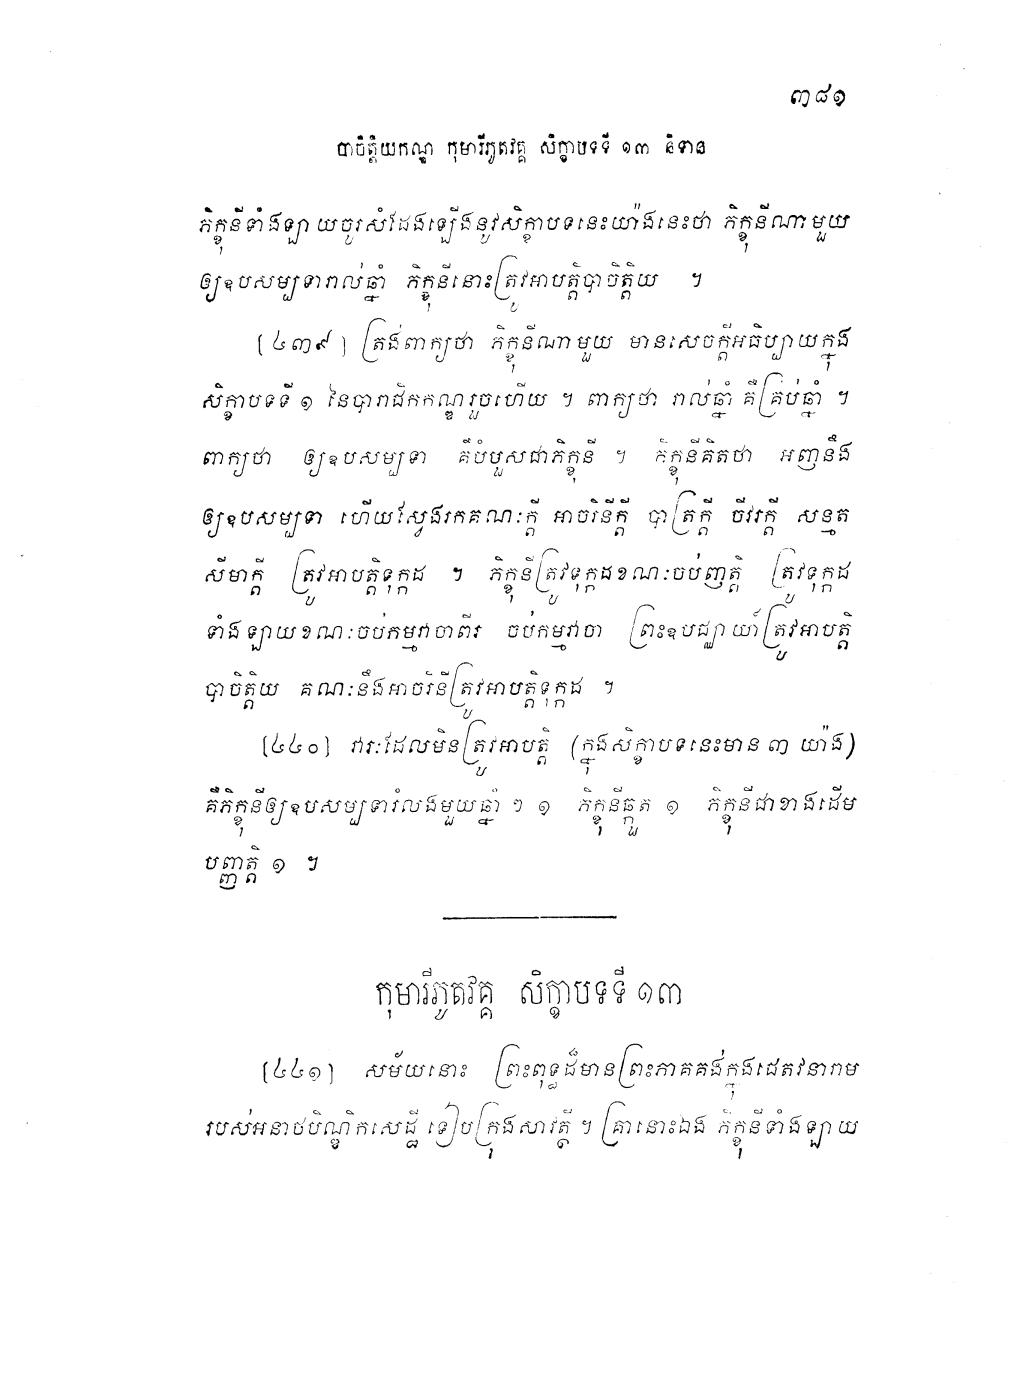 ៣៨១
បាចិត្តិយកណ្ឌ កុមារីភូតវគ្គ សិក្ខាបទទី ១៣ និទាន
ភិក្ខុនីទាំងឡាយចូរសំដែងឡើងនូវសិក្ខាបទនេះយ៉ាងនេះថា ភិក្ខុនីណាមួយ
ឲ្យឧបសម្បទារាល់ឆ្នាំ ភិក្ខុនីនោះត្រូវអាបត្តិបាចិត្តិយ ។
[៤៣៩] ត្រង់ពាក្យថា ភិក្ខុនីណាមួយ មានសេចក្តីអធិប្បាយក្នុង
សិក្ខាបទទី ១ នៃបារាជិកកណ្ឌរួចហើយ ។ ពាក្យថា រាល់ឆ្នាំ គឺគ្រប់ឆ្នាំ ។
ពាក្យថា ឲ្យឧបសម្បទា គឺបំបួសជាភិក្ខុនី ។ ភិក្ខុនីគិតថា អញនឹង
ឲ្យឧបសម្បទា ហើយស្វែងរកគណៈក្តី អាចរិនីក្តី បាត្រក្តី ចីវរក្តី សន្មត
សីមាក្តី ត្រូវអាបត្តិទុក្កដ ។ ភិក្ខុនីត្រូវទុក្កដខណៈចប់ញត្តិ ត្រូវទុក្កដ
ទាំងឡាយខណៈចប់កម្មវាចាពីរ ចប់កម្មវាចា ព្រះឧបជ្ឈាយ៍ត្រូវអាបត្តិ
បាចិត្តិយ គណៈនឹងអាចរិនីត្រូវអាបត្តិទុក្កដ ។
[៤៤០] វារៈដែលមិនត្រូវអាបត្តិ (ក្នុងសិក្ខាបទនេះមាន ៣ យ៉ាង)
គឺភិក្ខុនីឲ្យឧបសម្បទារំលងមួយឆ្នាំ ៗ ១ ភិក្ខុនីឆ្កួត ១ ភិក្ខុនីជាខាងដើម
បញ្ញត្តិ ១ ។
កុមារីភូតវគ្គ សិក្ខាបទទី ១៣
[៤៤១] សម័យនោះ ព្រះពុទ្ធដ៏មានព្រះភាគគង់ក្នុងជេតវនារាម
របស់អនាថបិណ្ឌិកសេដ្ឋី ទៀបក្រុងសាវត្ថី ។ គ្រានោះឯង ភិក្ខុនីទាំងឡាយ